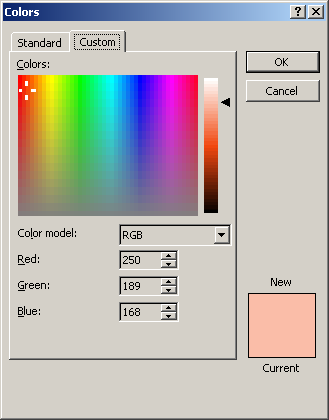 Colors
Standard
Custom
Colors:
OK
Cancel
Color model:
RGB
Red:
250
Green:
189
Blue:
168
New
Current